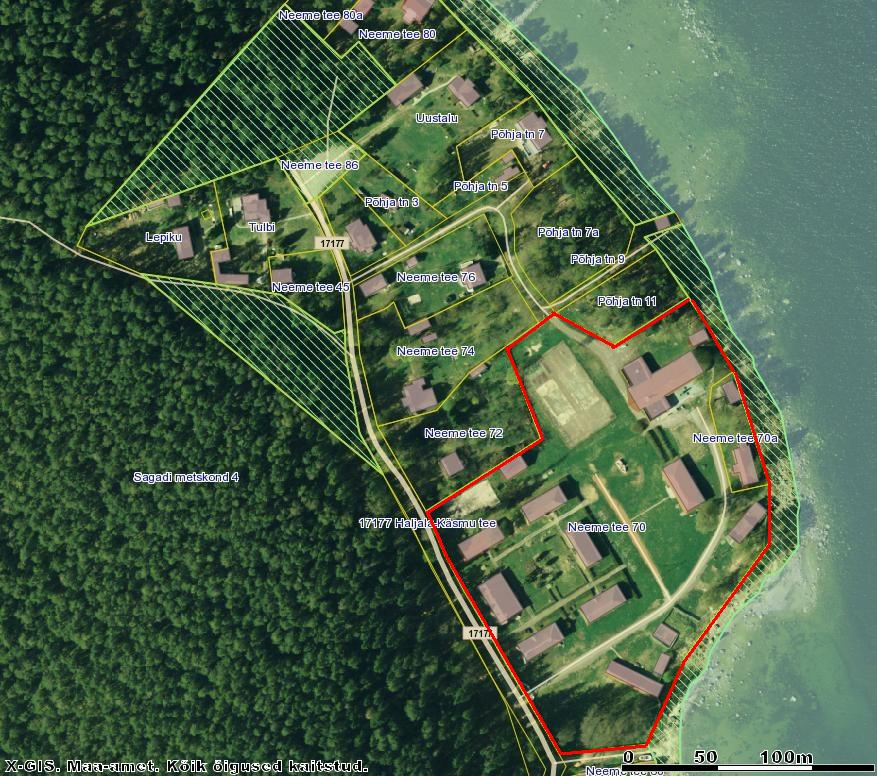 Neeme tee 80a
Neeme tee 80
Uustalu
Põhja tn 7
Neeme tee 86
Põhja tn 5
Põhja tn 3
Lepiku
Tulbi
Põhja tn 7a
17177
Põhja tn 9
Neeme tee 76
Neeme tee 45
Põhja tn 11
Neeme tee 74
Neeme tee 72
Neeme tee 70a
Sagadi metskond 4
17177 Haljala-Käsmu tee
Neeme tee 70
17177
0 50 100m
X-GIS. Maa-amet. Kõik õigused kaitstud.
Neeme tee